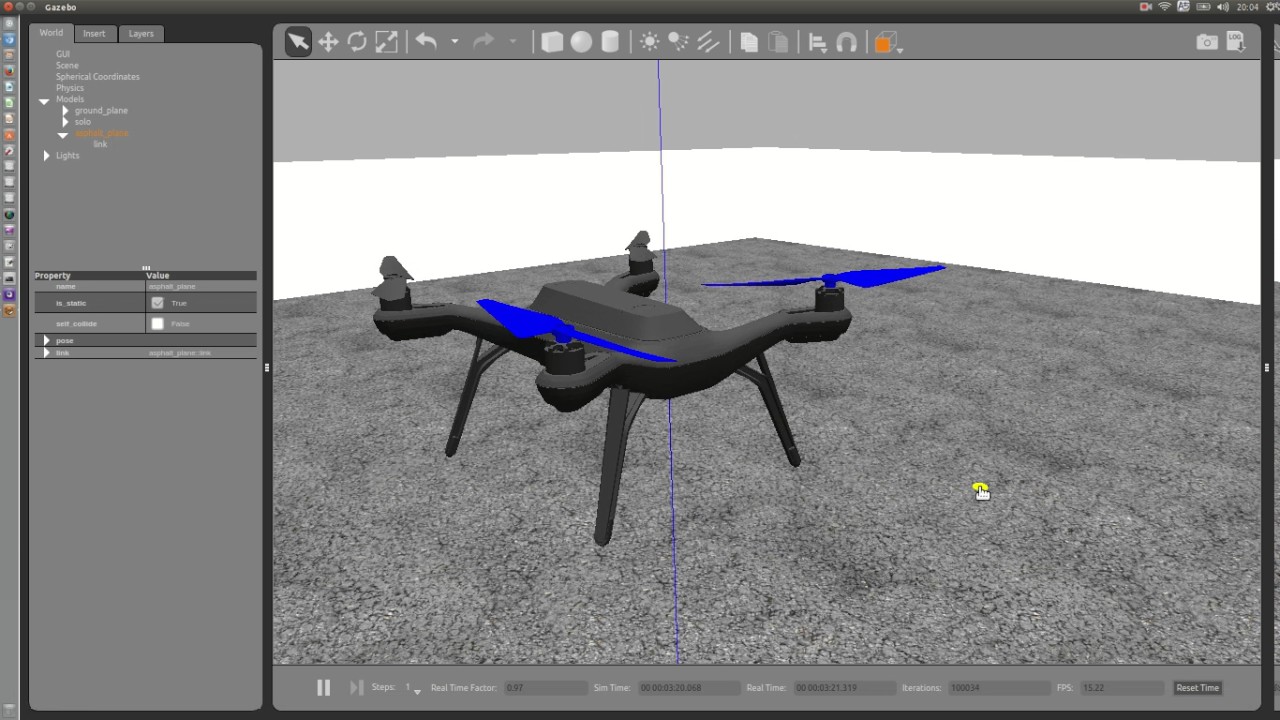 Gazebo
20:04
World Insert Layers
LOG
GUI
Scene
Spherical Coordinates
Physics
Models
ground_plane
solo
asphalt_plane
link
Lights
Property Value
name asphalt_plane
is_static True
self_collide False
pose
link asphalt_plane::link
Steps: 1 Real Time Factor: 0.97 Sim Time: 00 00:03:20.068 Real Time: 00 00:03:21.319 Iterations: 100034 FPS: 15.22 Reset Time